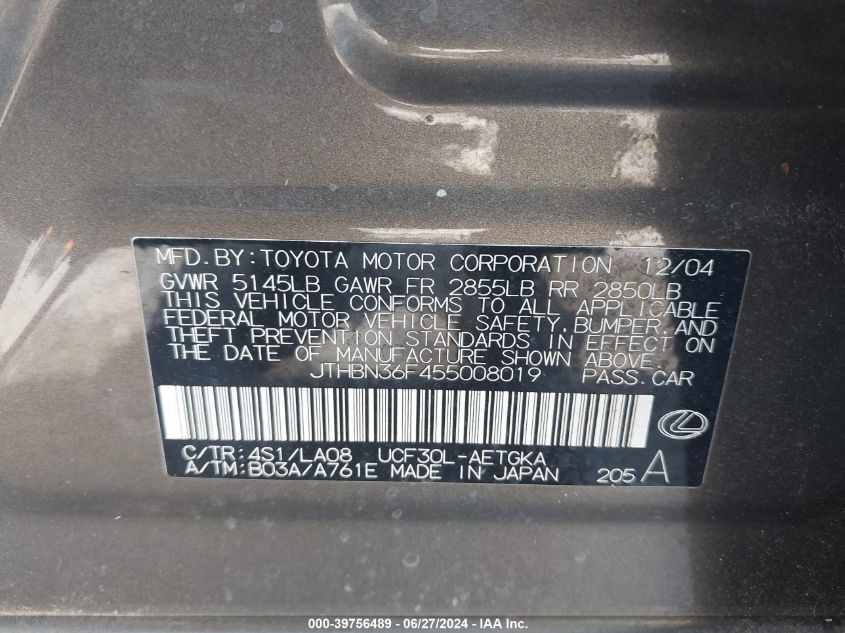 MFD. BY: TOYOTA MOTOR CORPORATION 12/04
GVWR 5145LB GAWR FR 2855LB RR 2850LB
THIS VEHICLE CONFORMS TO ALL APPLICABLE
FEDERAL MOTOR VEHICLE SAFETY, BUMPER, AND
THEFT PREVENTION STANDARDS IN EFFECT ON
THE DATE OF MANUFACTURE SHOWN ABOVE.
JTHBN36F455008019 PASS. CAR
C/TR: 4S1/LA08 UCF30L-AETGKA
A/TM: B03A/A761E MADE IN JAPAN 205 A
000-39756489 - 06/27/2024 - IAA Inc.